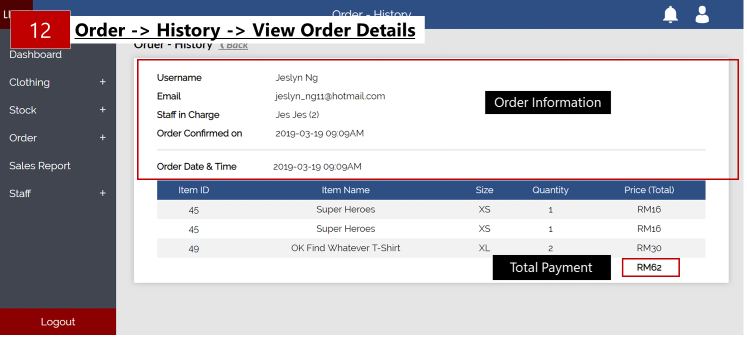 Order - History
12 Order -> History -> View Order Details
Order - History < Back
Dashboard
Clothing +
Stock +
Order +
Sales Report
Staff +
Logout
Username Jeslyn Ng
Email jeslyn_ng11@hotmail.com
Staff in Charge Jes Jes (2)
Order Confirmed on 2019-03-19 09:09AM
Order Information
Order Date & Time 2019-03-19 09:09AM
Item ID Item Name Size Quantity Price (Total)
45 Super Heroes XS 1 RM16
45 Super Heroes XS 1 RM16
49 OK Find Whatever T-Shirt XL 2 RM30
Total Payment RM62